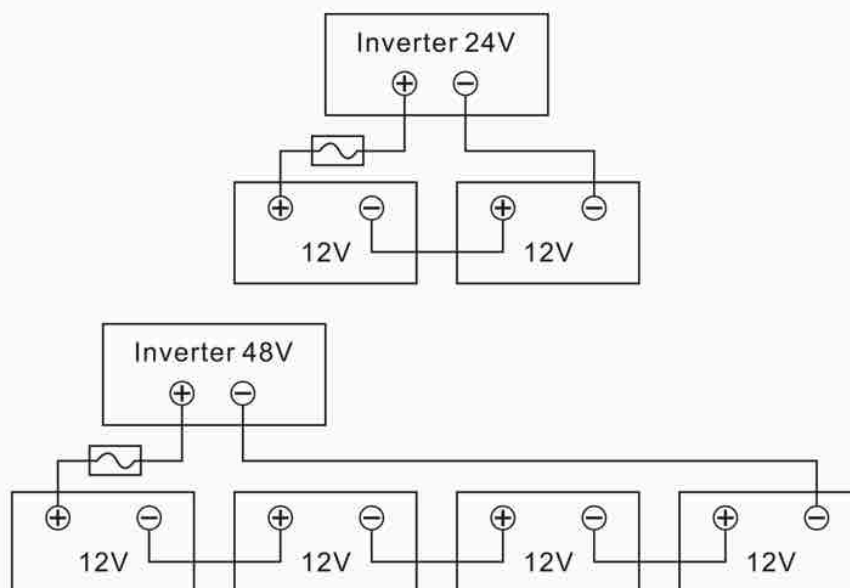 Inverter 24V
+ −
+ − + −
12V 12V
Inverter 48V
+ −
+ − + − + − + −
12V 12V 12V 12V